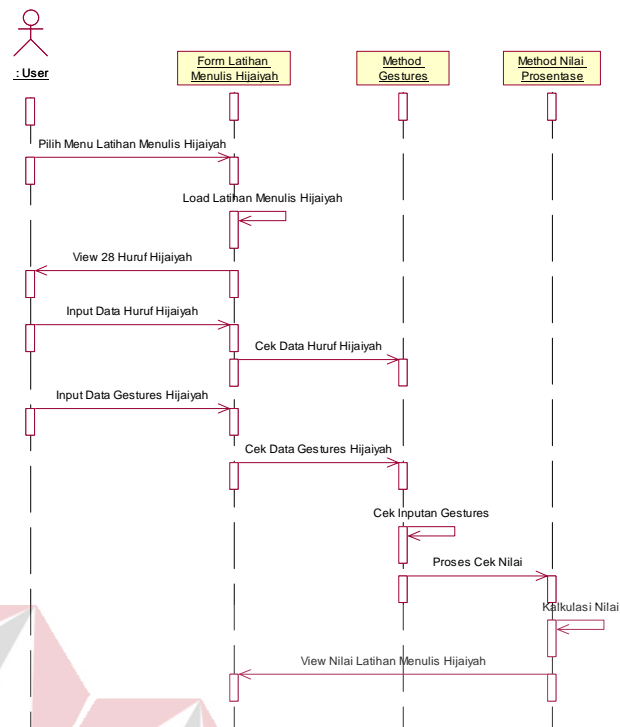 : User
Form Latihan
Menulis Hijaiyah
Method
Gestures
Method Nilai
Prosentase
Pilih Menu Latihan Menulis Hijaiyah
Load Latihan Menulis Hijaiyah
View 28 Huruf Hijaiyah
Input Data Huruf Hijaiyah
Cek Data Huruf Hijaiyah
Input Data Gestures Hijaiyah
Cek Data Gestures Hijaiyah
Cek Inputan Gestures
Proses Cek Nilai
Kalkulasi Nilai
View Nilai Latihan Menulis Hijaiyah